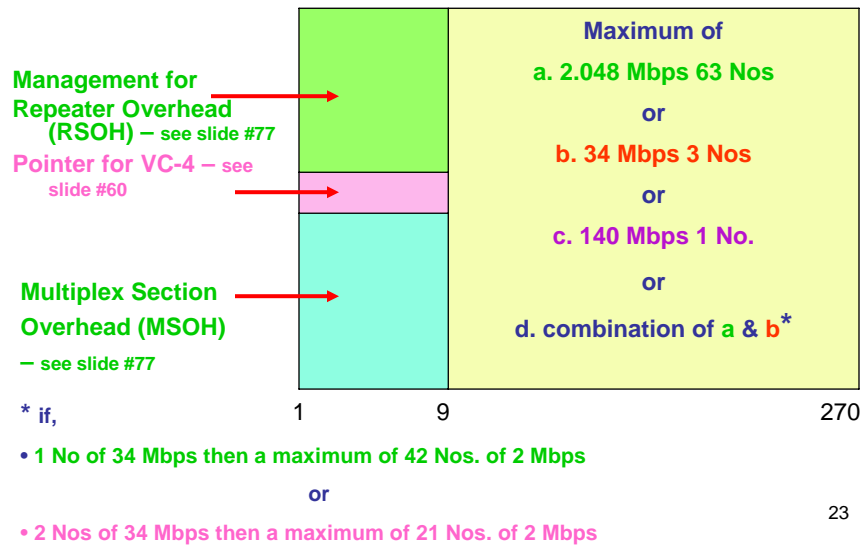 Maximum of
a. 2.048 Mbps 63 Nos
or
b. 34 Mbps 3 Nos
or
c. 140 Mbps 1 No.
or
d. combination of a & b*
Management for
Repeater Overhead
(RSOH) – see slide #77
Pointer for VC-4 – see
slide #60
Multiplex Section
Overhead (MSOH)
– see slide #77
1 9 270
* if,
• 1 No of 34 Mbps then a maximum of 42 Nos. of 2 Mbps
or
• 2 Nos of 34 Mbps then a maximum of 21 Nos. of 2 Mbps
23